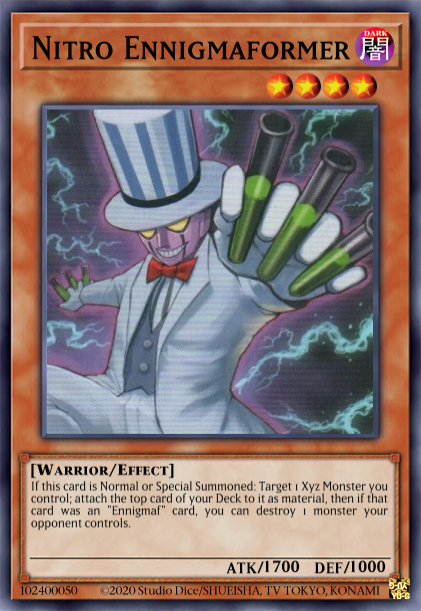 NITRO ENNIGMAFORMER
DARK
闇
[WARRIOR/EFFECT]
If this card is Normal or Special Summoned: Target 1 Xyz Monster you
control; attach the top card of your Deck to it as material, then if that
card was an "Ennigmaf" card, you can destroy 1 monster your
opponent controls.
ATK/1700 DEF/1000
102400050 ©2020 Studio Dice/SHUEISHA, TV TOKYO, KONAMI